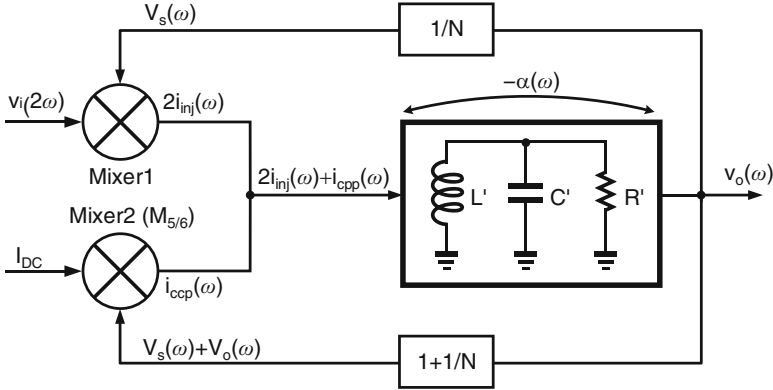 V_s(ω)
1/N
−α(ω)
v_i(2ω)
2i_inj(ω)
Mixer1
2i_inj(ω)+i_cpp(ω)
L'
C'
R'
v_o(ω)
Mixer2 (M_5/6)
I_DC
i_ccp(ω)
V_s(ω)+V_o(ω)
1+1/N